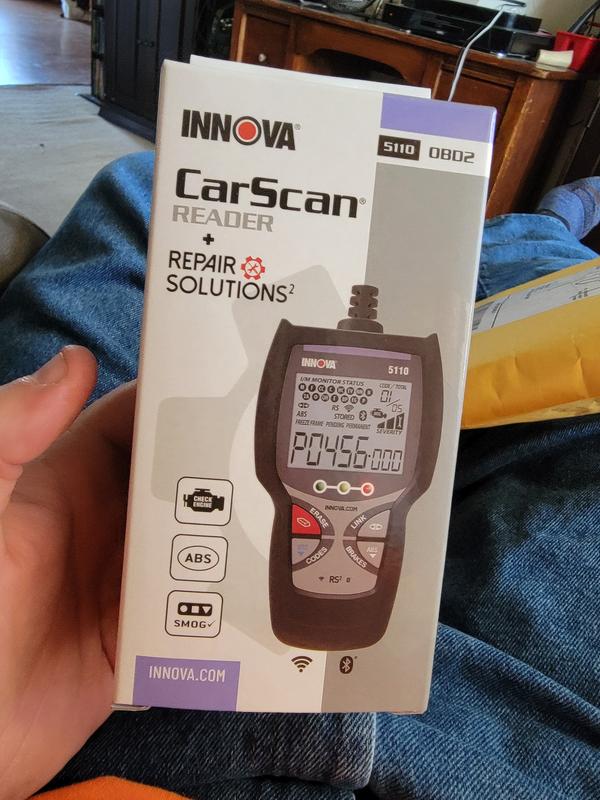 INNOVA®
5110 OBD2
CarScan®
READER
+
REPAIR
SOLUTIONS²
INNOVA
5110
I/M MONITOR STATUS
CODE / TOTAL
01
05
RS
ABS
STORED
FREEZE FRAME PENDING PERMANENT
SEVERITY
P0456-000
INNOVA.COM
ERASE
LINK
CODES
BRAKES
ABS
RS²
CHECK
ENGINE
ABS
SMOG✓
INNOVA.COM